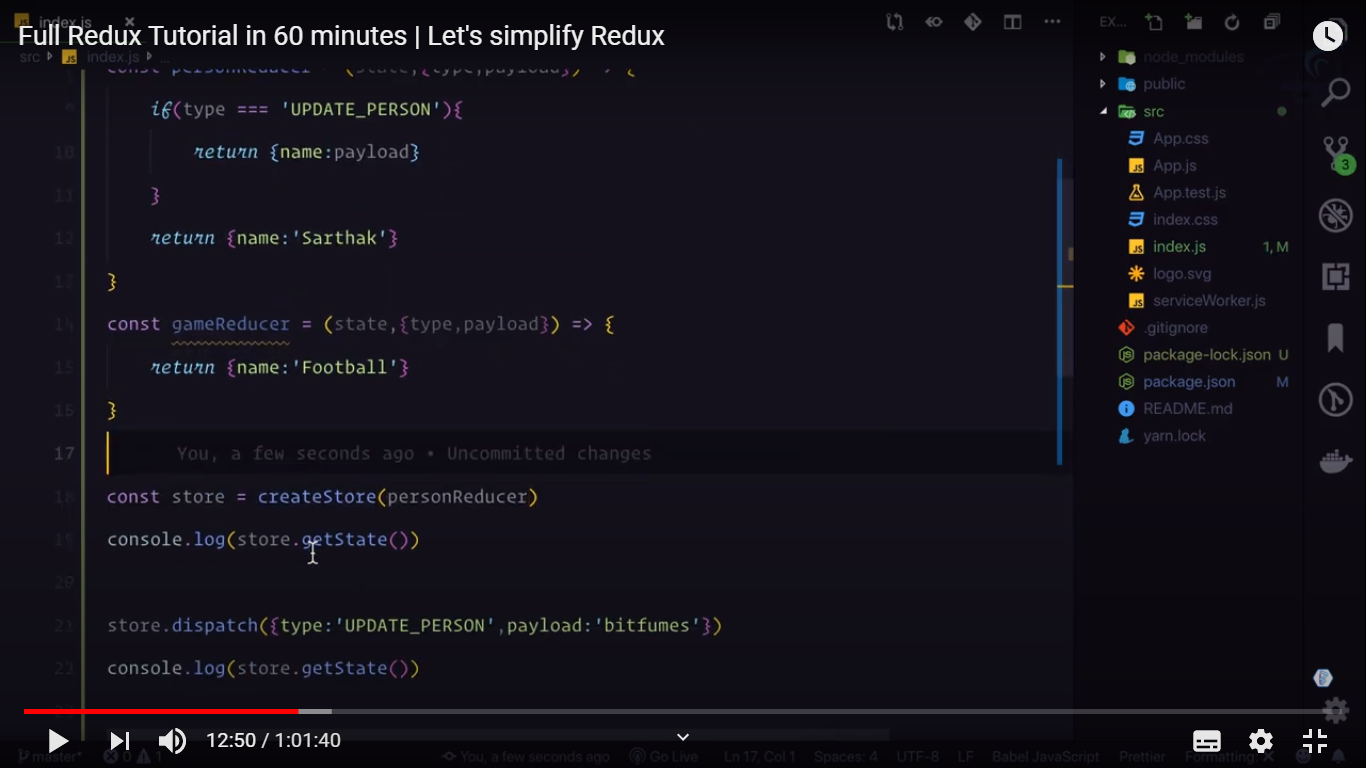 index.js
Full Redux Tutorial in 60 minutes | Let's simplify Redux
EX...
src index.js ...
const personReducer = (state,{type,payload}) => {
if(type === 'UPDATE_PERSON'){
10 return {name:payload}
11 }
12 return {name:'Sarthak'}
13 }
14 const gameReducer = (state,{type,payload}) => {
15 return {name:'Football'}
16 }
17 You, a few seconds ago • Uncommitted changes
18 const store = createStore(personReducer)
19 console.log(store.getState())
20
21 store.dispatch({type:'UPDATE_PERSON',payload:'bitfumes'})
console.log(store.getState())
node_modules
public
src
App.css
App.js
App.test.js
index.css
index.js 1, M
logo.svg
serviceWorker.js
.gitignore
package-lock.json U
package.json M
README.md
yarn.lock
3
12:50 / 1:01:40
master* 0 1 You, a few seconds ago Go Live Ln 17, Col 1 Spaces: 4 UTF-8 LF Babel JavaScript Prettier Formatting: ×